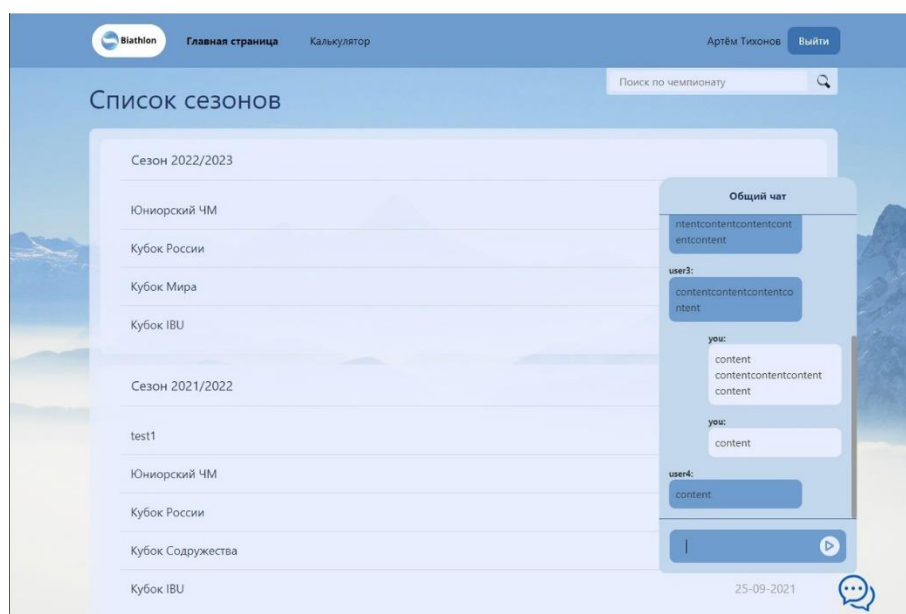 Biathlon
Главная страница
Калькулятор
Артём Тихонов
Выйти
Поиск по чемпионату
Список сезонов
Сезон 2022/2023
Юниорский ЧМ
Кубок России
Кубок Мира
Кубок IBU
Сезон 2021/2022
test1
Юниорский ЧМ
Кубок России
Кубок Содружества
Кубок IBU
25-09-2021
Общий чат
ntentcontentcontentcont
entcontent
user3:
contentcontentcontentco
ntent
you:
content
contentcontentcontent
content
you:
content
user4:
content